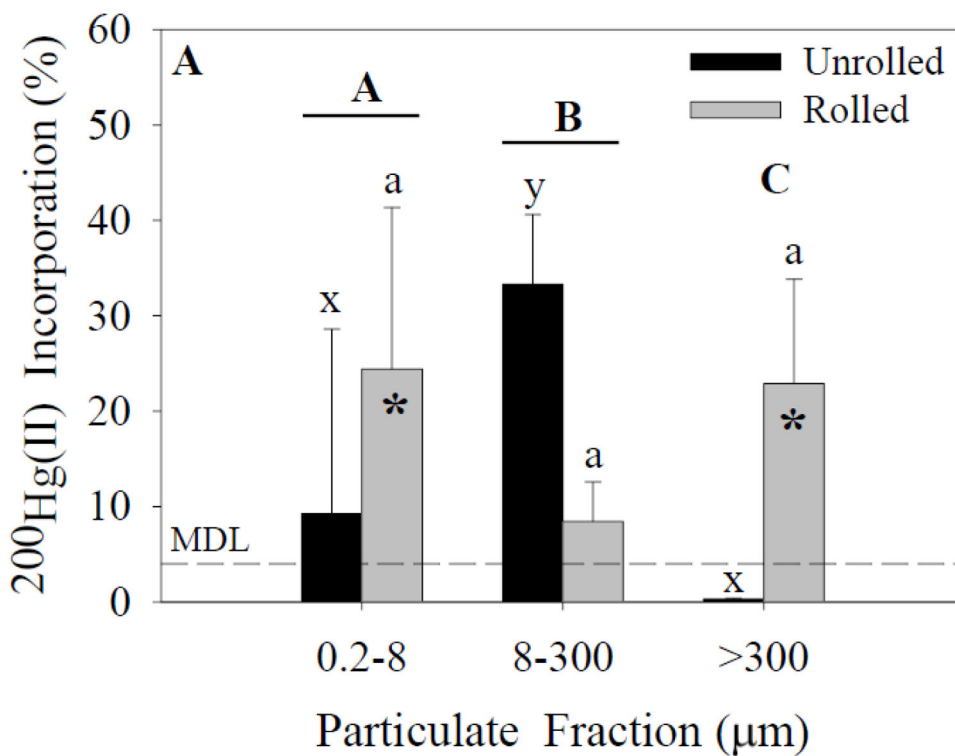 60
A
Unrolled
A
Rolled
50
B
C
a
y
40
a
x
30
200Hg(II) Incorporation (%)
20
*
*
a
10
MDL
x
0
0.2-8
8-300
>300
Particulate Fraction (μm)